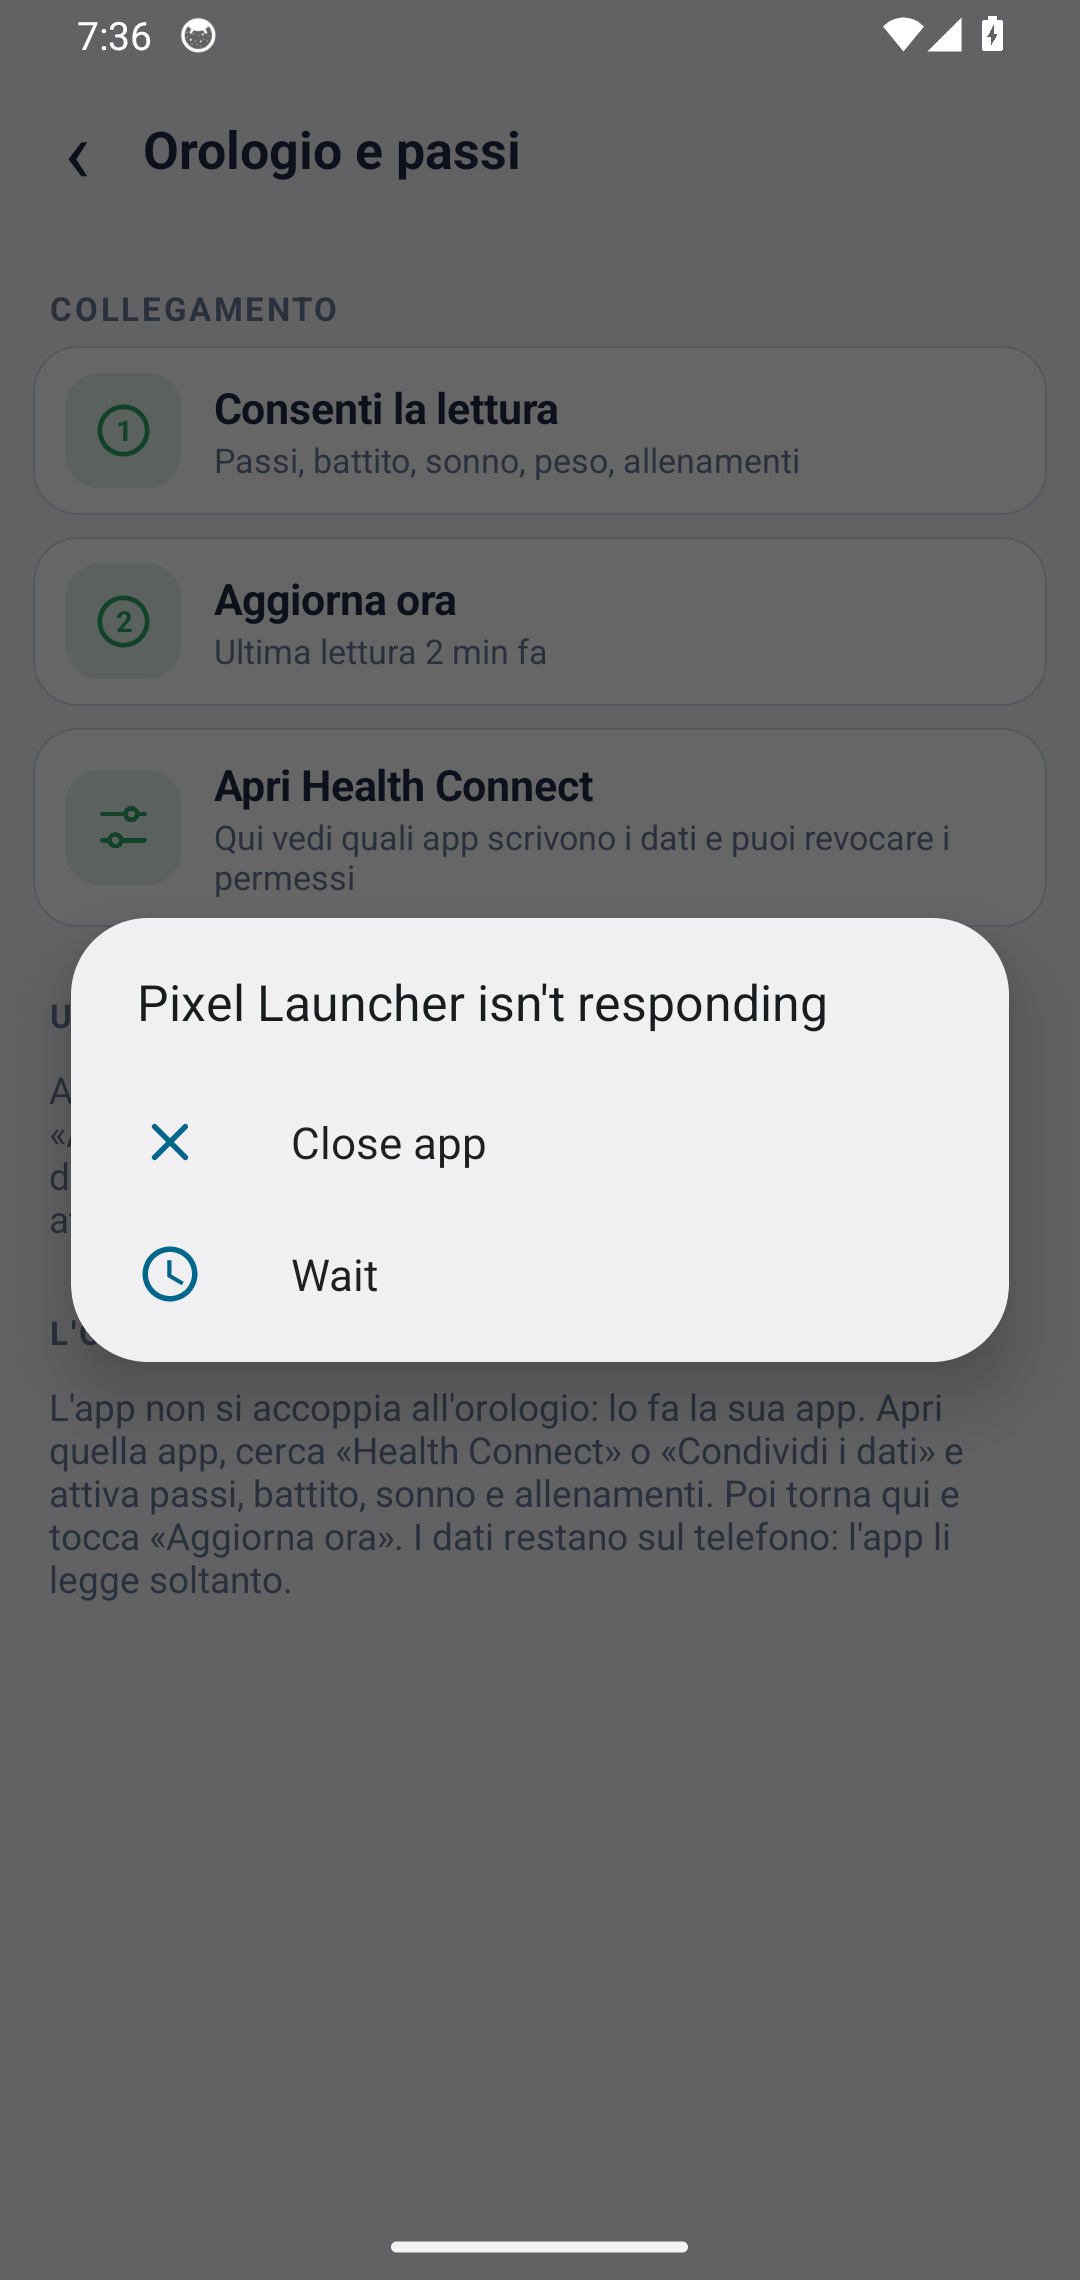 7:36
Orologio e passi
COLLEGAMENTO
1
Consenti la lettura
Passi, battito, sonno, peso, allenamenti
2
Aggiorna ora
Ultima lettura 2 min fa
Apri Health Connect
Qui vedi quali app scrivono i dati e puoi revocare i
permessi
Pixel Launcher isn't responding
Close app
Wait
L'app non si accoppia all'orologio: lo fa la sua app. Apri
quella app, cerca «Health Connect» o «Condividi i dati» e
attiva passi, battito, sonno e allenamenti. Poi torna qui e
tocca «Aggiorna ora». I dati restano sul telefono: l'app li
legge soltanto.